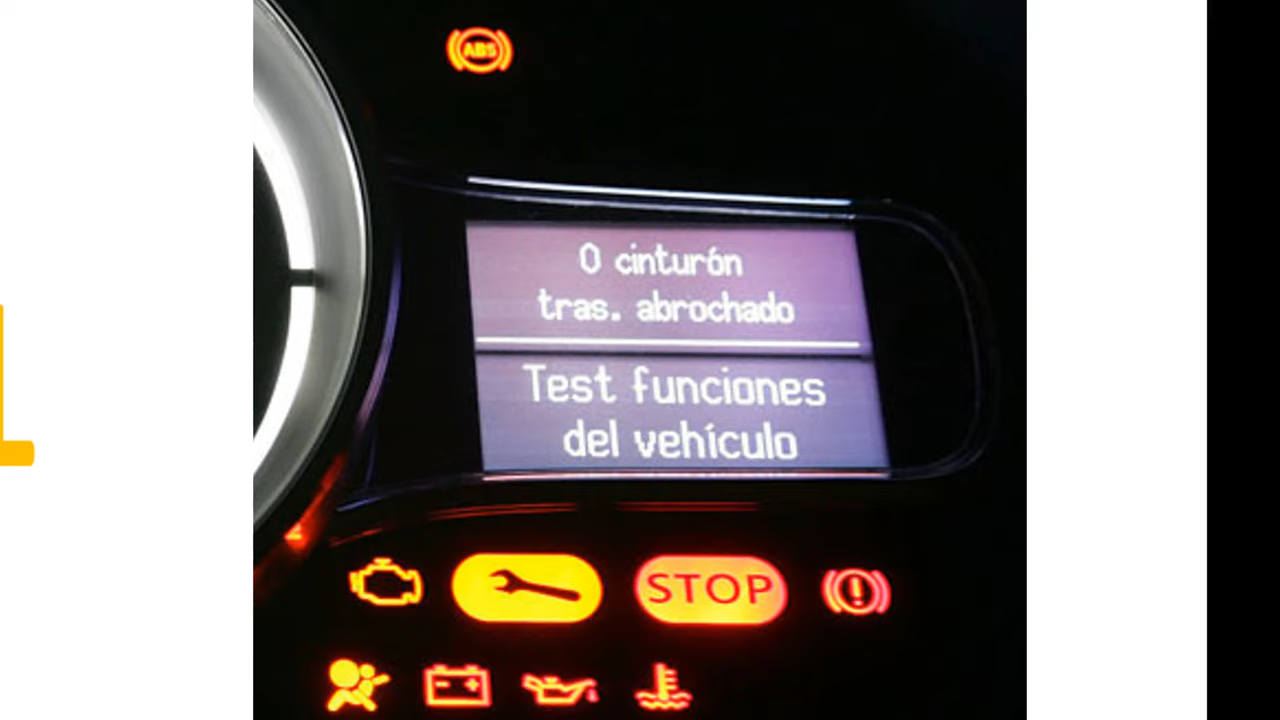 ABS
0 cinturón
tras. abrochado
Test funciones
del vehículo
STOP